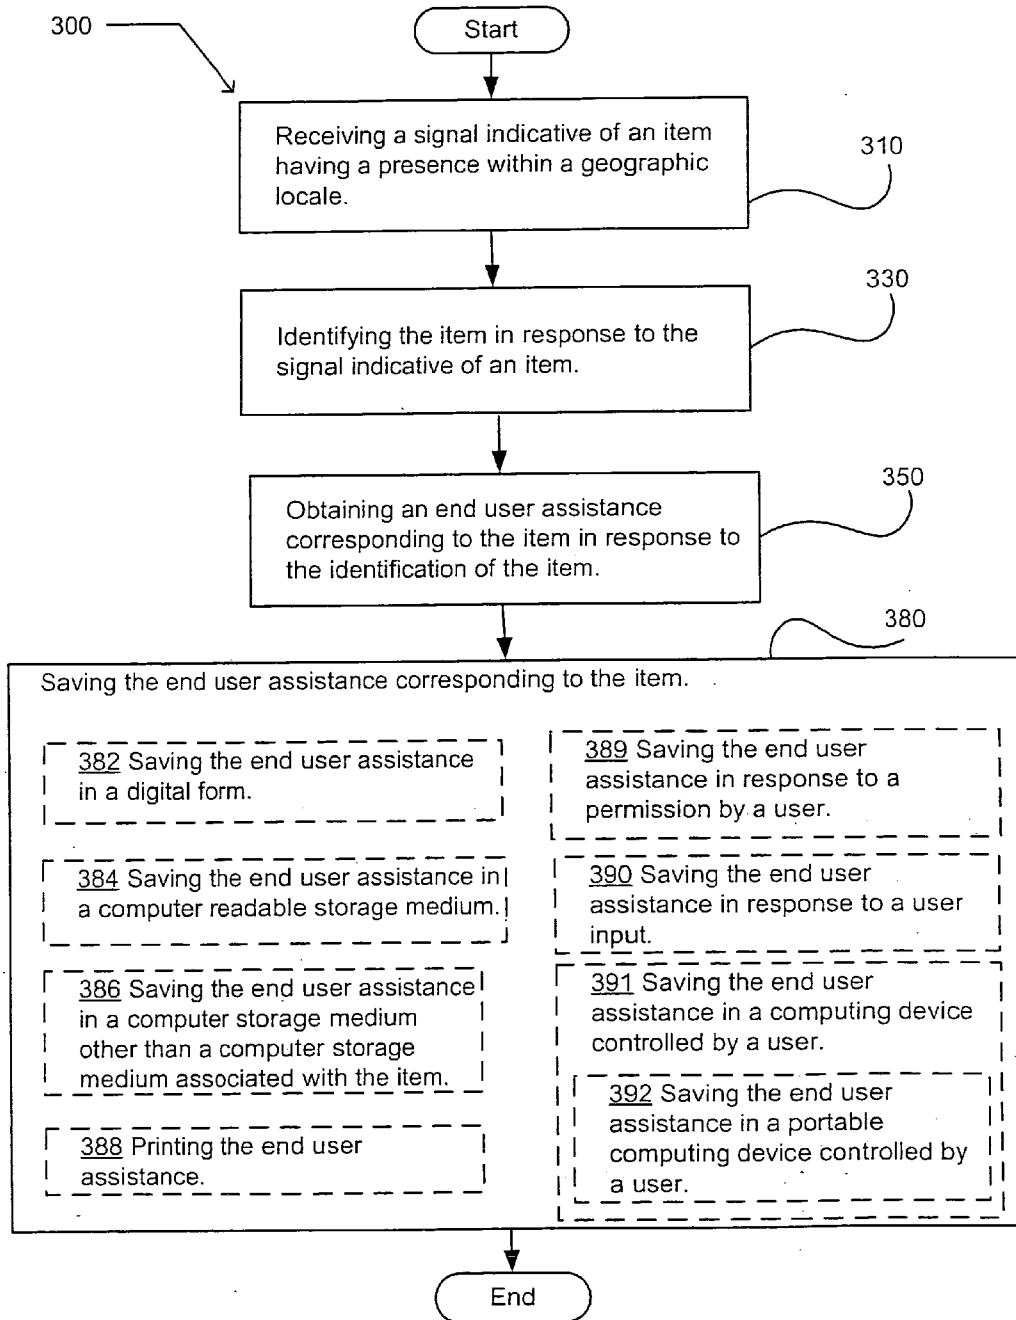 300
Start
Receiving a signal indicative of an item
having a presence within a geographic
locale.
310
330
Identifying the item in response to the
signal indicative of an item.
350
Obtaining an end user assistance
corresponding to the item in response to
the identification of the item.
380
Saving the end user assistance corresponding to the item.
382 Saving the end user assistance
in a digital form.
384 Saving the end user assistance in
a computer readable storage medium.
386 Saving the end user assistance
in a computer storage medium
other than a computer storage
medium associated with the item.
388 Printing the end user
assistance.
389 Saving the end user
assistance in response to a
permission by a user.
390 Saving the end user
assistance in response to a user
input.
391 Saving the end user
assistance in a computing device
controlled by a user.
392 Saving the end user
assistance in a portable
computing device controlled by
a user.
End